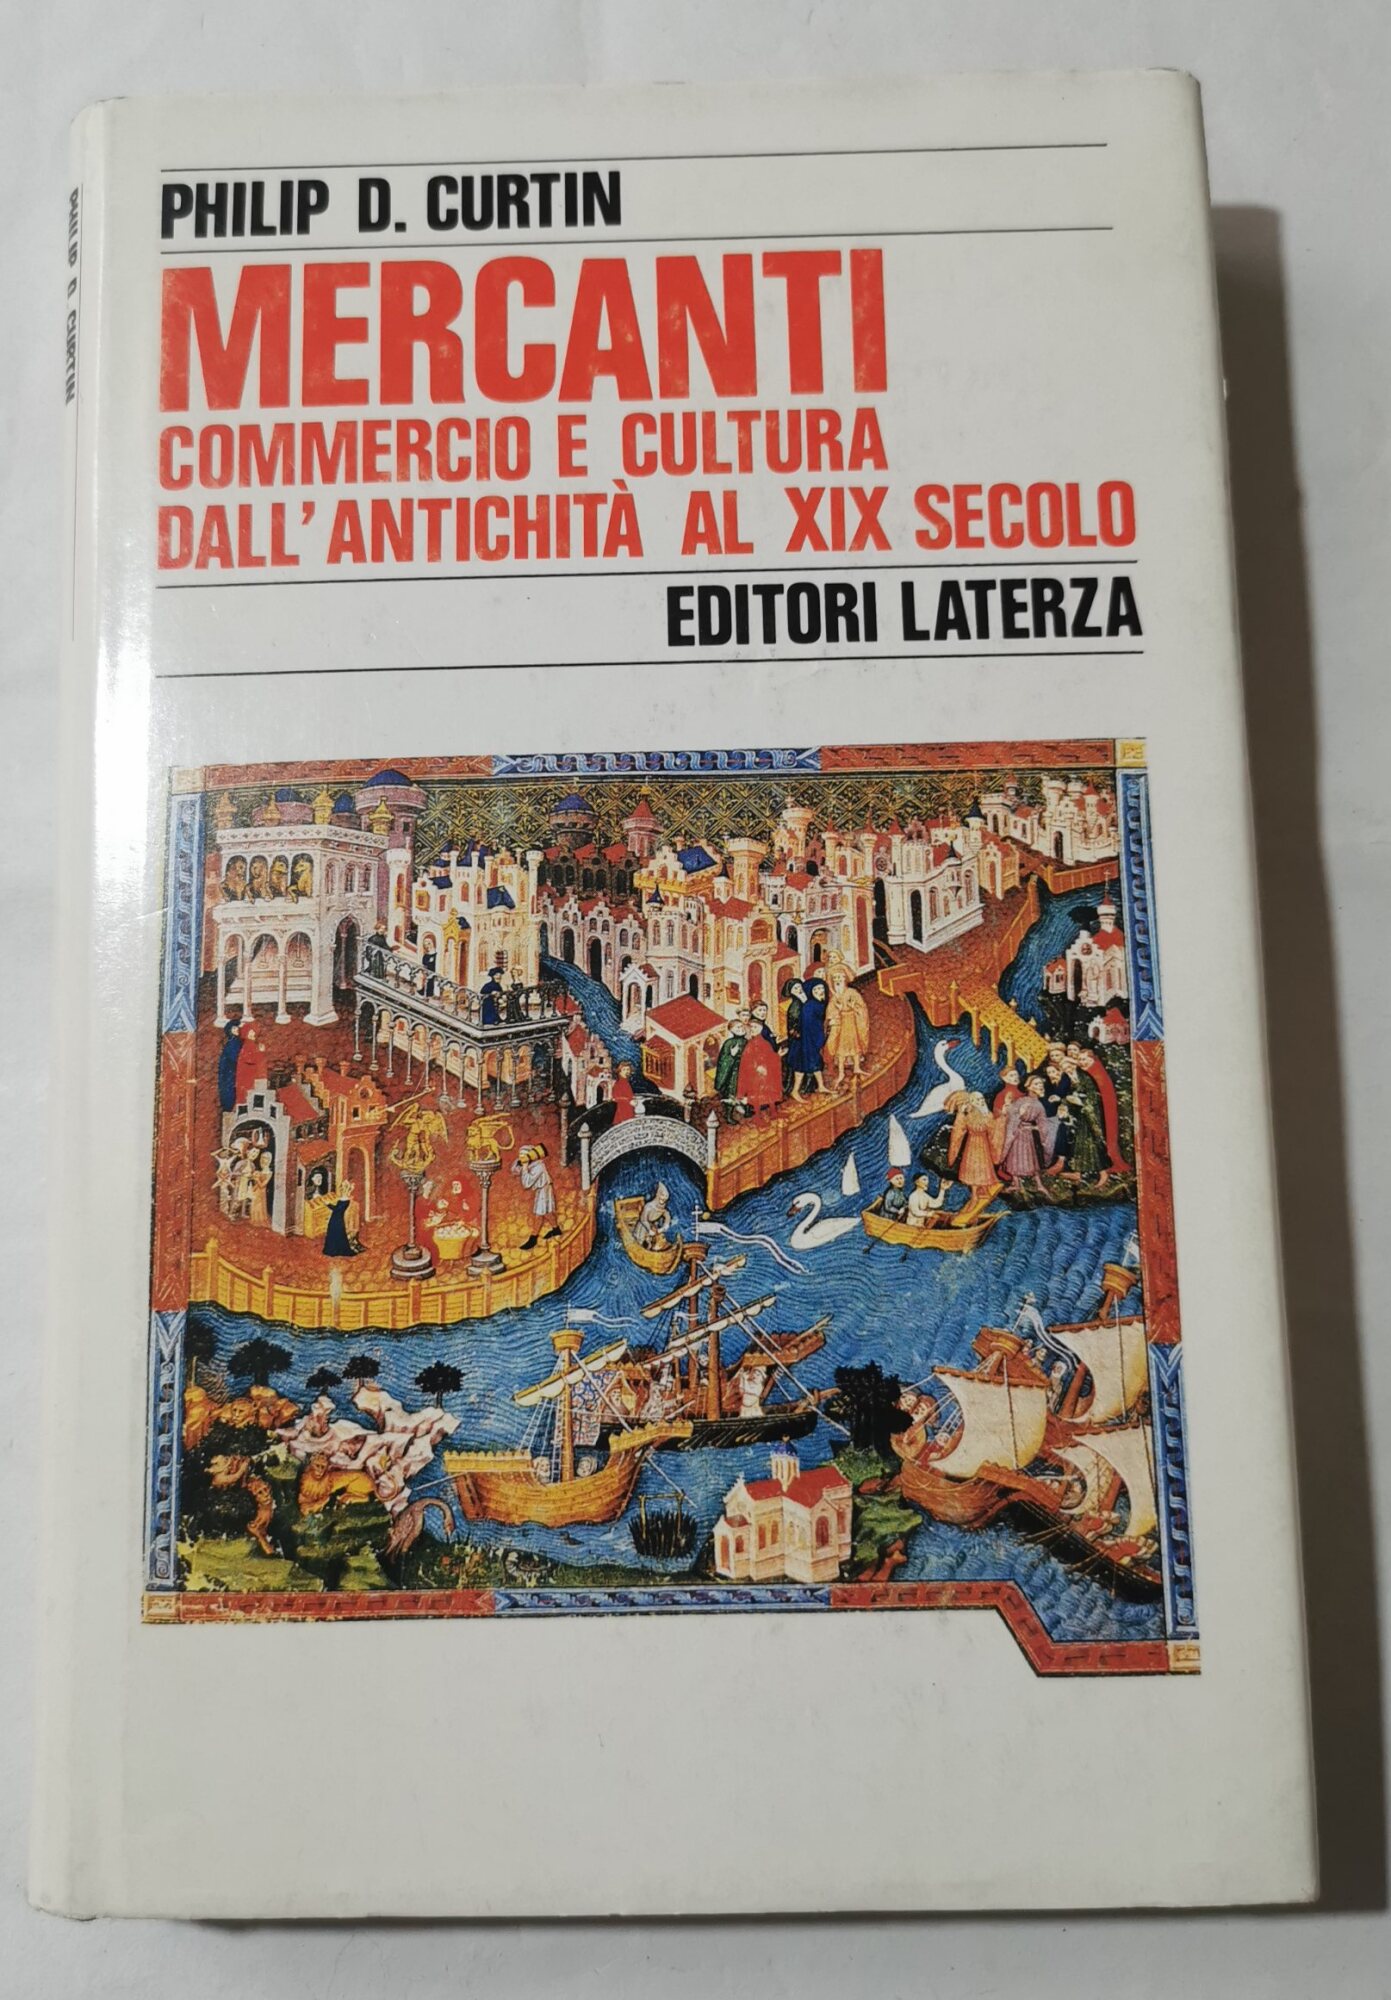 PHILIP D. CURTIN
MERCANTI
COMMERCIO E CULTURA
DALL'ANTICHITÀ AL XIX SECOLO
EDITORI LATERZA
PHILIP D. CURTIN